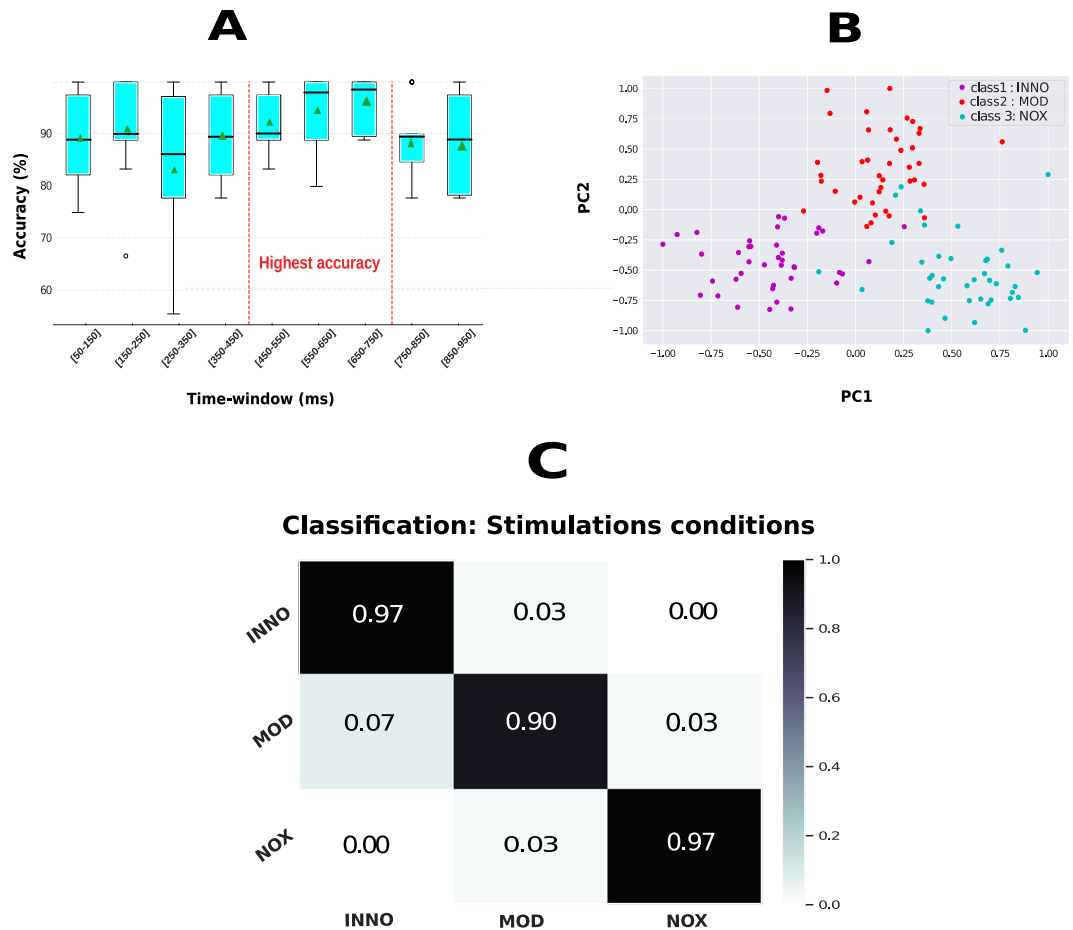 A
B
Accuracy (%)
90
80
70
60
Highest accuracy
[50-150]
[150-250]
[250-350]
[350-450]
[450-550]
[550-650]
[650-750]
[750-850]
[850-950]
Time-window (ms)
class1 : INNO
class2 : MOD
class 3: NOX
PC2
1.00
0.75
0.50
0.25
0.00
−0.25
−0.50
−0.75
−1.00
−1.00
−0.75
−0.50
−0.25
0.00
0.25
0.50
0.75
1.00
PC1
C
Classification: Stimulations conditions
INNO
0.97
0.03
0.00
MOD
0.07
0.90
0.03
NOX
0.00
0.03
0.97
INNO
MOD
NOX
1.0
0.8
0.6
0.4
0.2
0.0